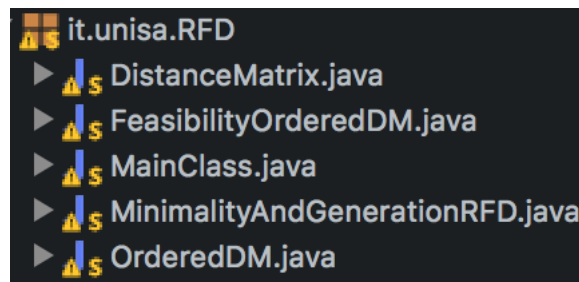 it.unisa.RFD
DistanceMatrix.java
FeasibilityOrderedDM.java
MainClass.java
MinimalityAndGenerationRFD.java
OrderedDM.java